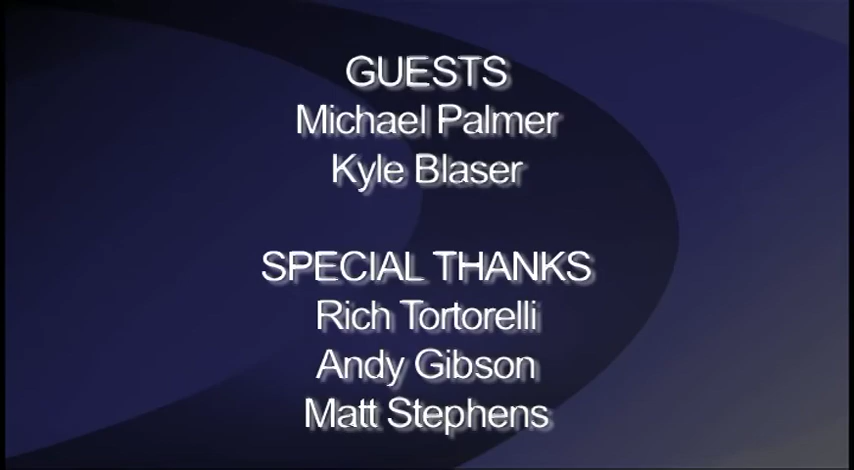 GUESTS
Michael Palmer
Kyle Blaser
SPECIAL THANKS
Rich Tortorelli
Andy Gibson
Matt Stephens